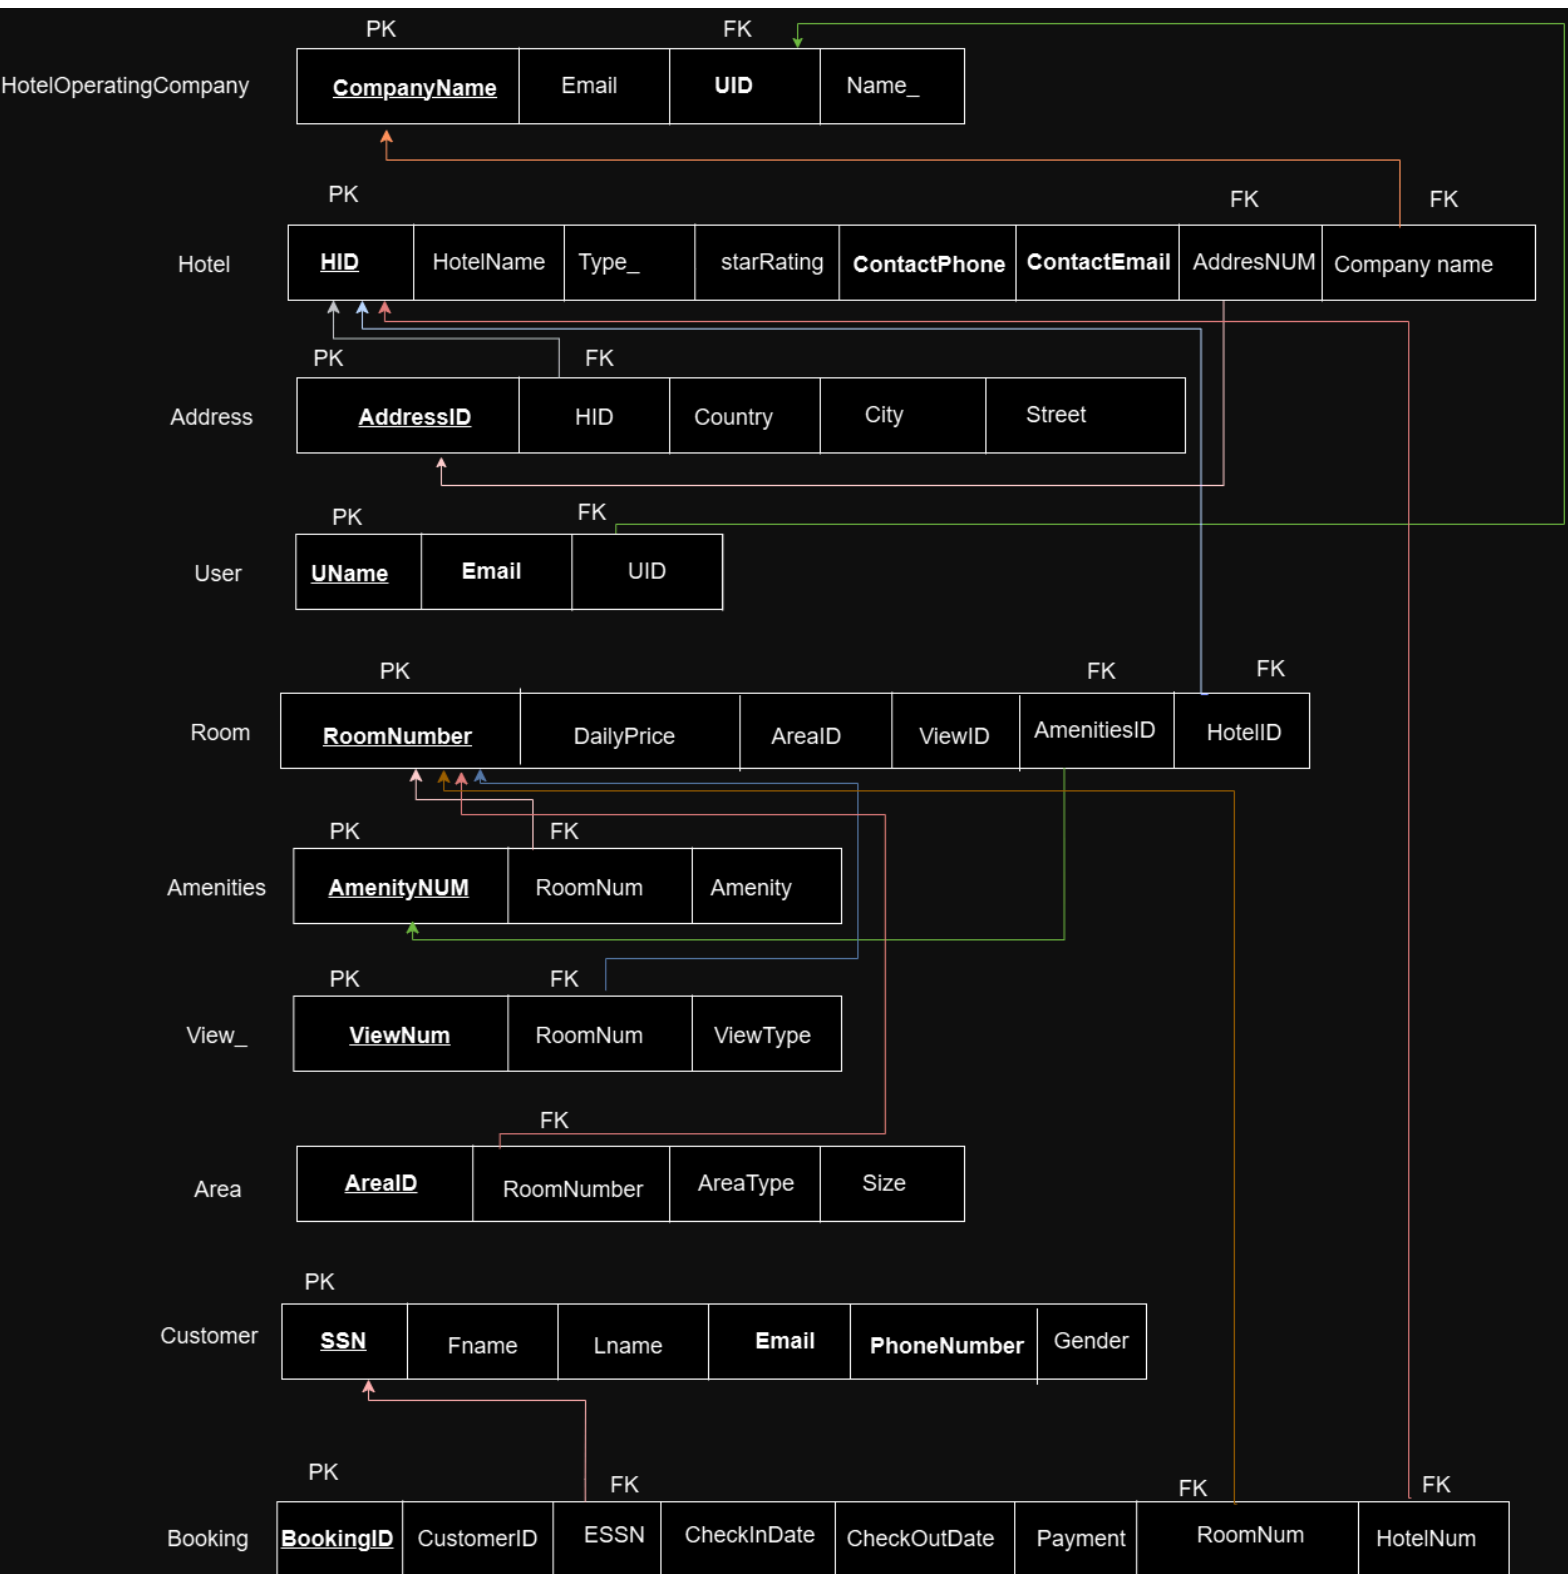 PK FK
HotelOperatingCompany CompanyName Email UID Name_
PK FK FK
Hotel HID HotelName Type_ starRating ContactPhone ContactEmail AddresNUM Company name
PK FK
Address AddressID HID Country City Street
PK FK
User UName Email UID
PK FK FK
Room RoomNumber DailyPrice AreaID ViewID AmenitiesID HotelID
PK FK
Amenities AmenityNUM RoomNum Amenity
PK FK
View_ ViewNum RoomNum ViewType
FK
Area AreaID RoomNumber AreaType Size
PK
Customer SSN Fname Lname Email PhoneNumber Gender
PK FK FK FK
Booking BookingID CustomerID ESSN CheckInDate CheckOutDate Payment RoomNum HotelNum